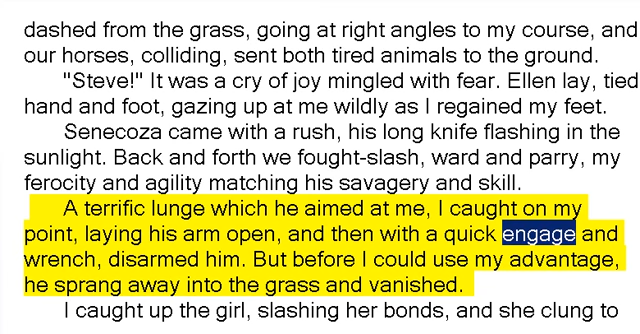 dashed from the grass, going at right angles to my course, and
our horses, colliding, sent both tired animals to the ground.
"Steve!" It was a cry of joy mingled with fear. Ellen lay, tied
hand and foot, gazing up at me wildly as I regained my feet.
Senecoza came with a rush, his long knife flashing in the
sunlight. Back and forth we fought-slash, ward and parry, my
ferocity and agility matching his savagery and skill.
A terrific lunge which he aimed at me, I caught on my
point, laying his arm open, and then with a quick engage and
wrench, disarmed him. But before I could use my advantage,
he sprang away into the grass and vanished.
I caught up the girl, slashing her bonds, and she clung to